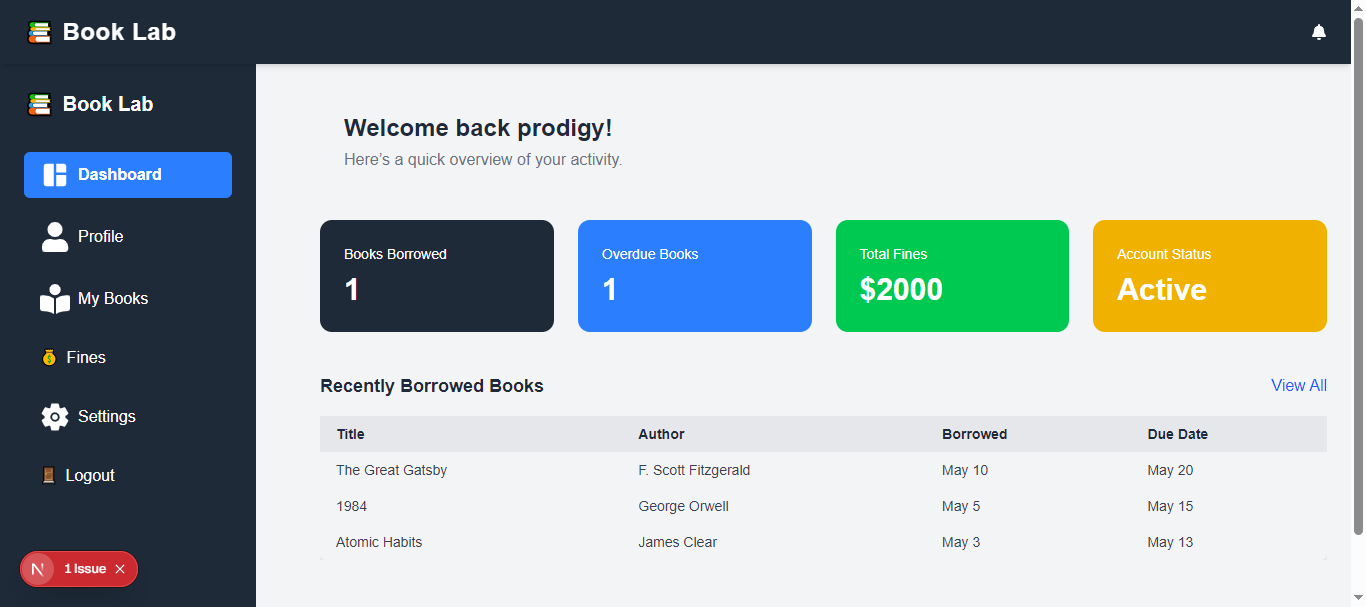 Book Lab
Book Lab
Dashboard
Profile
My Books
Fines
Settings
Logout
N 1 Issue
Welcome back prodigy!
Here’s a quick overview of your activity.
Books Borrowed
1
Overdue Books
1
Total Fines
$2000
Account Status
Active
Recently Borrowed Books View All
Title Author Borrowed Due Date
The Great Gatsby F. Scott Fitzgerald May 10 May 20
1984 George Orwell May 5 May 15
Atomic Habits James Clear May 3 May 13